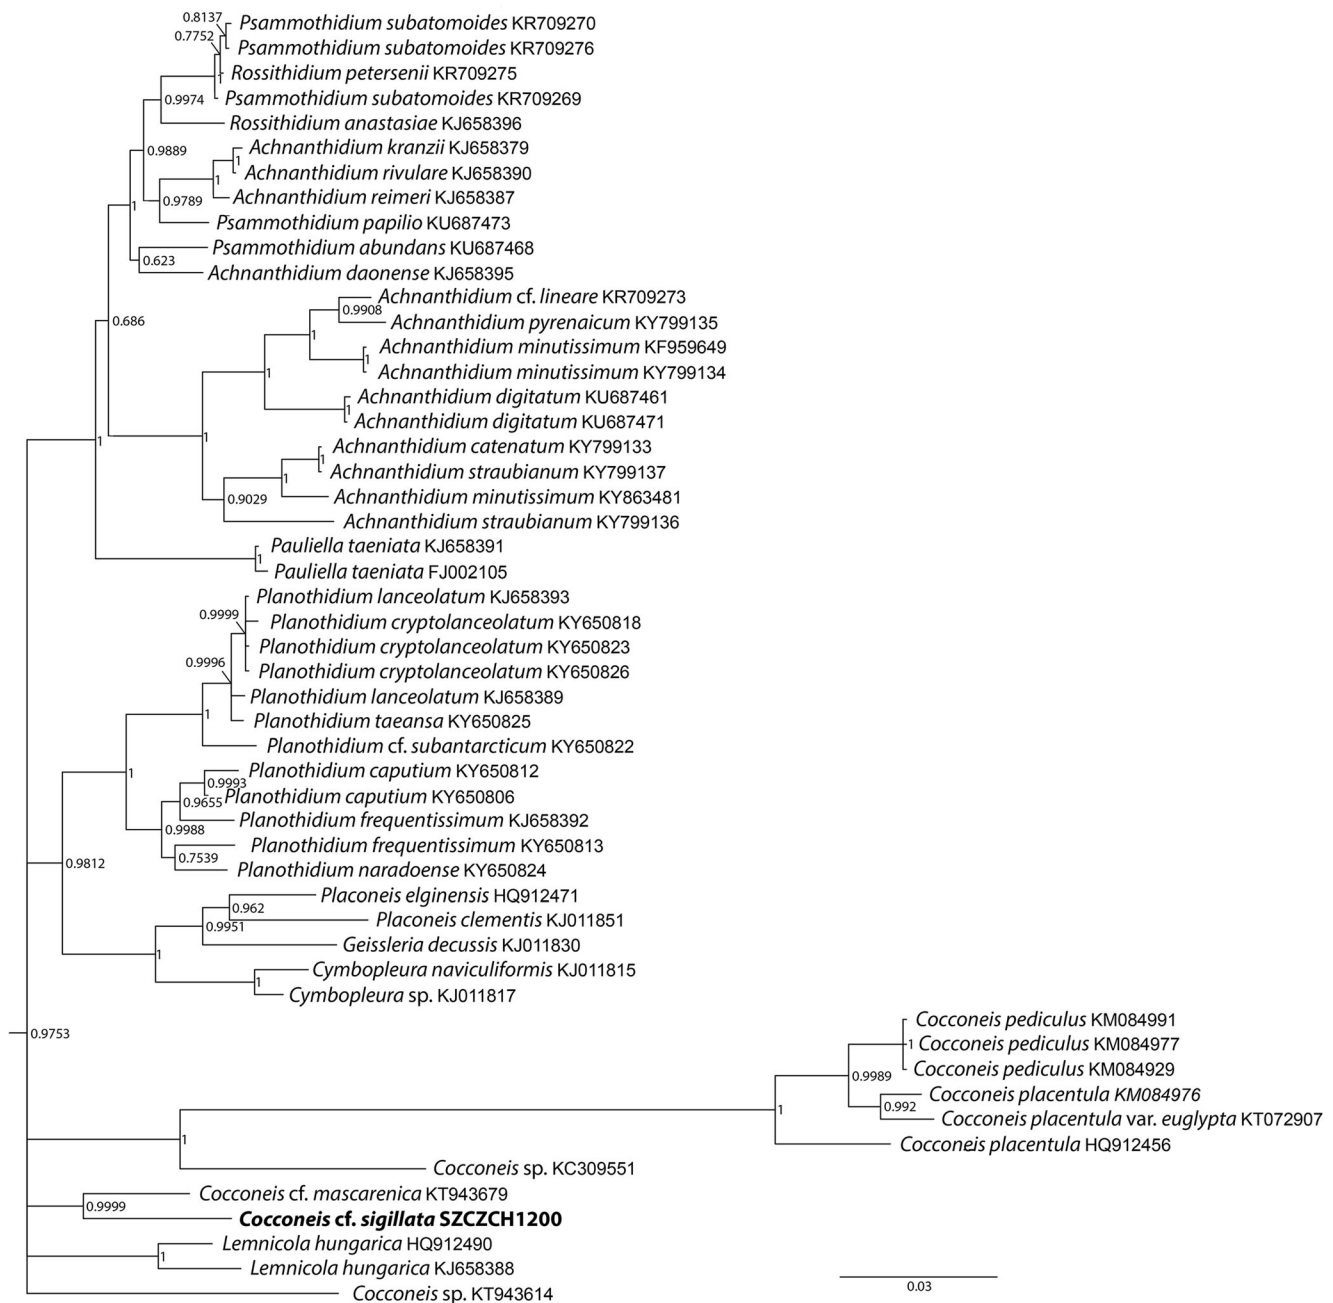 0.8137
Psammothidium subatomoides KR709270
0.7752
Psammothidium subatomoides KR709276
Rossithidium petersenii KR709275
0.9974
Psammothidium subatomoides KR709269
Rossithidium anastasiae KJ658396
0.9889
Achnanthidium kranzii KJ658379
1
Achnanthidium rivulare KJ658390
1
0.9789
Achnanthidium reimeri KJ658387
1
Psammothidium papilio KU687473
Psammothidium abundans KU687468
0.623
Achnanthidium daonense KJ658395
Achnanthidium cf. lineare KR709273
0.9908
0.686
Achnanthidium pyrenaicum KY799135
1
Achnanthidium minutissimum KF959649
1
Achnanthidium minutissimum KY799134
1
Achnanthidium digitatum KU687461
1
Achnanthidium digitatum KU687471
1
1
Achnanthidium catenatum KY799133
1
Achnanthidium straubianum KY799137
1
0.9029
Achnanthidium minutissimum KY863481
Achnanthidium straubianum KY799136
Pauliella taeniata KJ658391
1
Pauliella taeniata FJ002105
Planothidium lanceolatum KJ658393
0.9999
Planothidium cryptolanceolatum KY650818
Planothidium cryptolanceolatum KY650823
0.9996
Planothidium cryptolanceolatum KY650826
Planothidium lanceolatum KJ658389
1
Planothidium taeansa KY650825
Planothidium cf. subantarcticum KY650822
1
Planothidium caputium KY650812
0.9993
Planothidium caputium KY650806
0.9655
Planothidium frequentissimum KJ658392
0.9988
Planothidium frequentissimum KY650813
0.7539
0.9812
Planothidium naradoense KY650824
Placoneis elginensis HQ912471
0.962
Placoneis clementis KJ011851
0.9951
Geissleria decussis KJ011830
1
Cymbopleura naviculiformis KJ011815
1
Cymbopleura sp. KJ011817
0.9753
Cocconeis pediculus KM084991
1
Cocconeis pediculus KM084977
Cocconeis pediculus KM084929
0.9989
Cocconeis placentula KM084976
0.992
1
Cocconeis placentula var. euglypta KT072907
1
Cocconeis placentula HQ912456
Cocconeis sp. KC309551
Cocconeis cf. mascarenica KT943679
0.9999
Cocconeis cf. sigillata SZCZCH1200
Lemnicola hungarica HQ912490
1
Lemnicola hungarica KJ658388
0.03
Cocconeis sp. KT943614